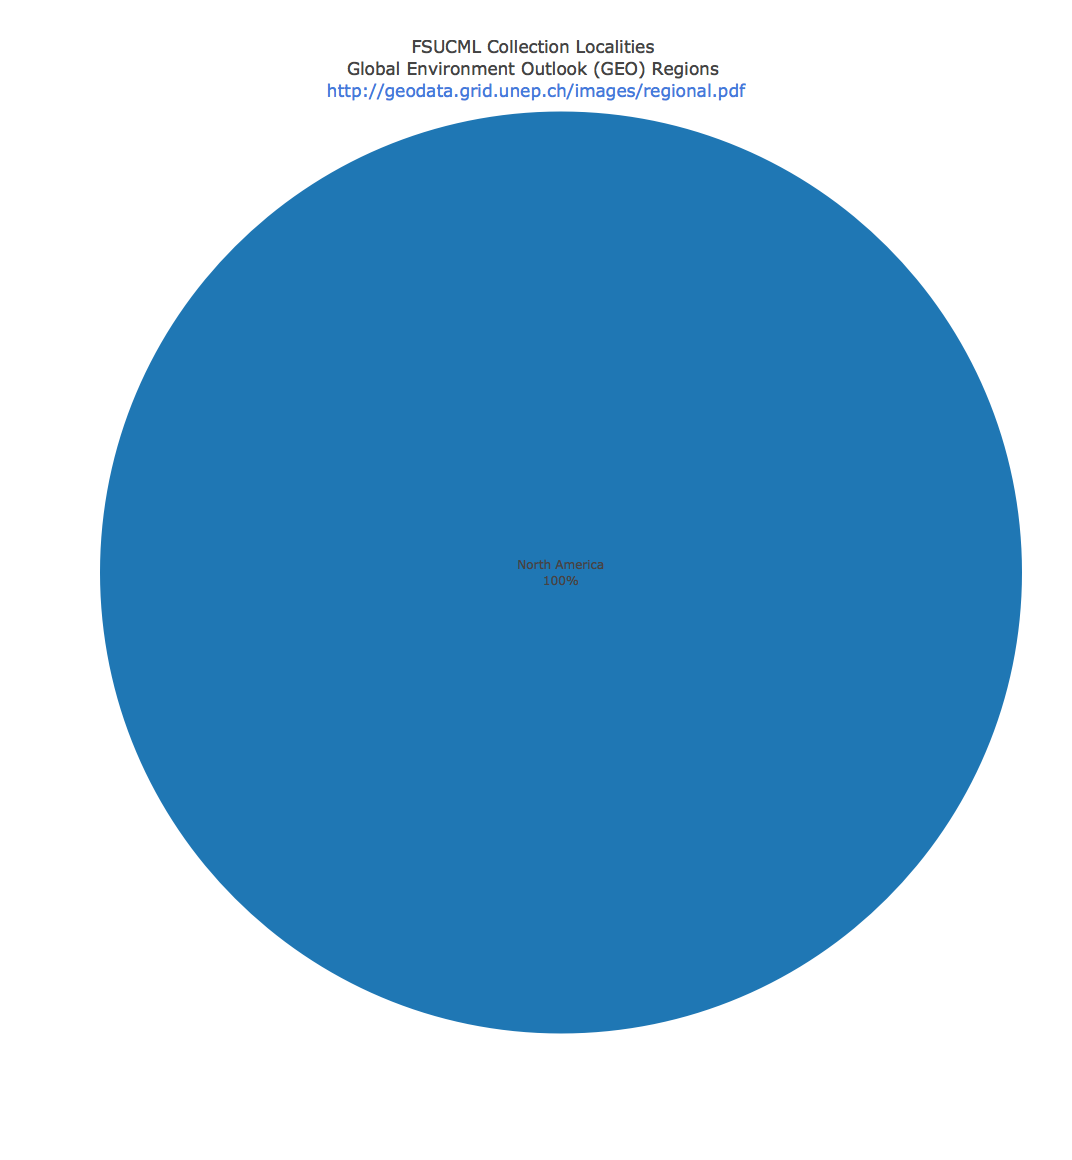 FSUCML Collection Localities
Global Environment Outlook (GEO) Regions
http://geodata.grid.unep.ch/images/regional.pdf
North America
100%